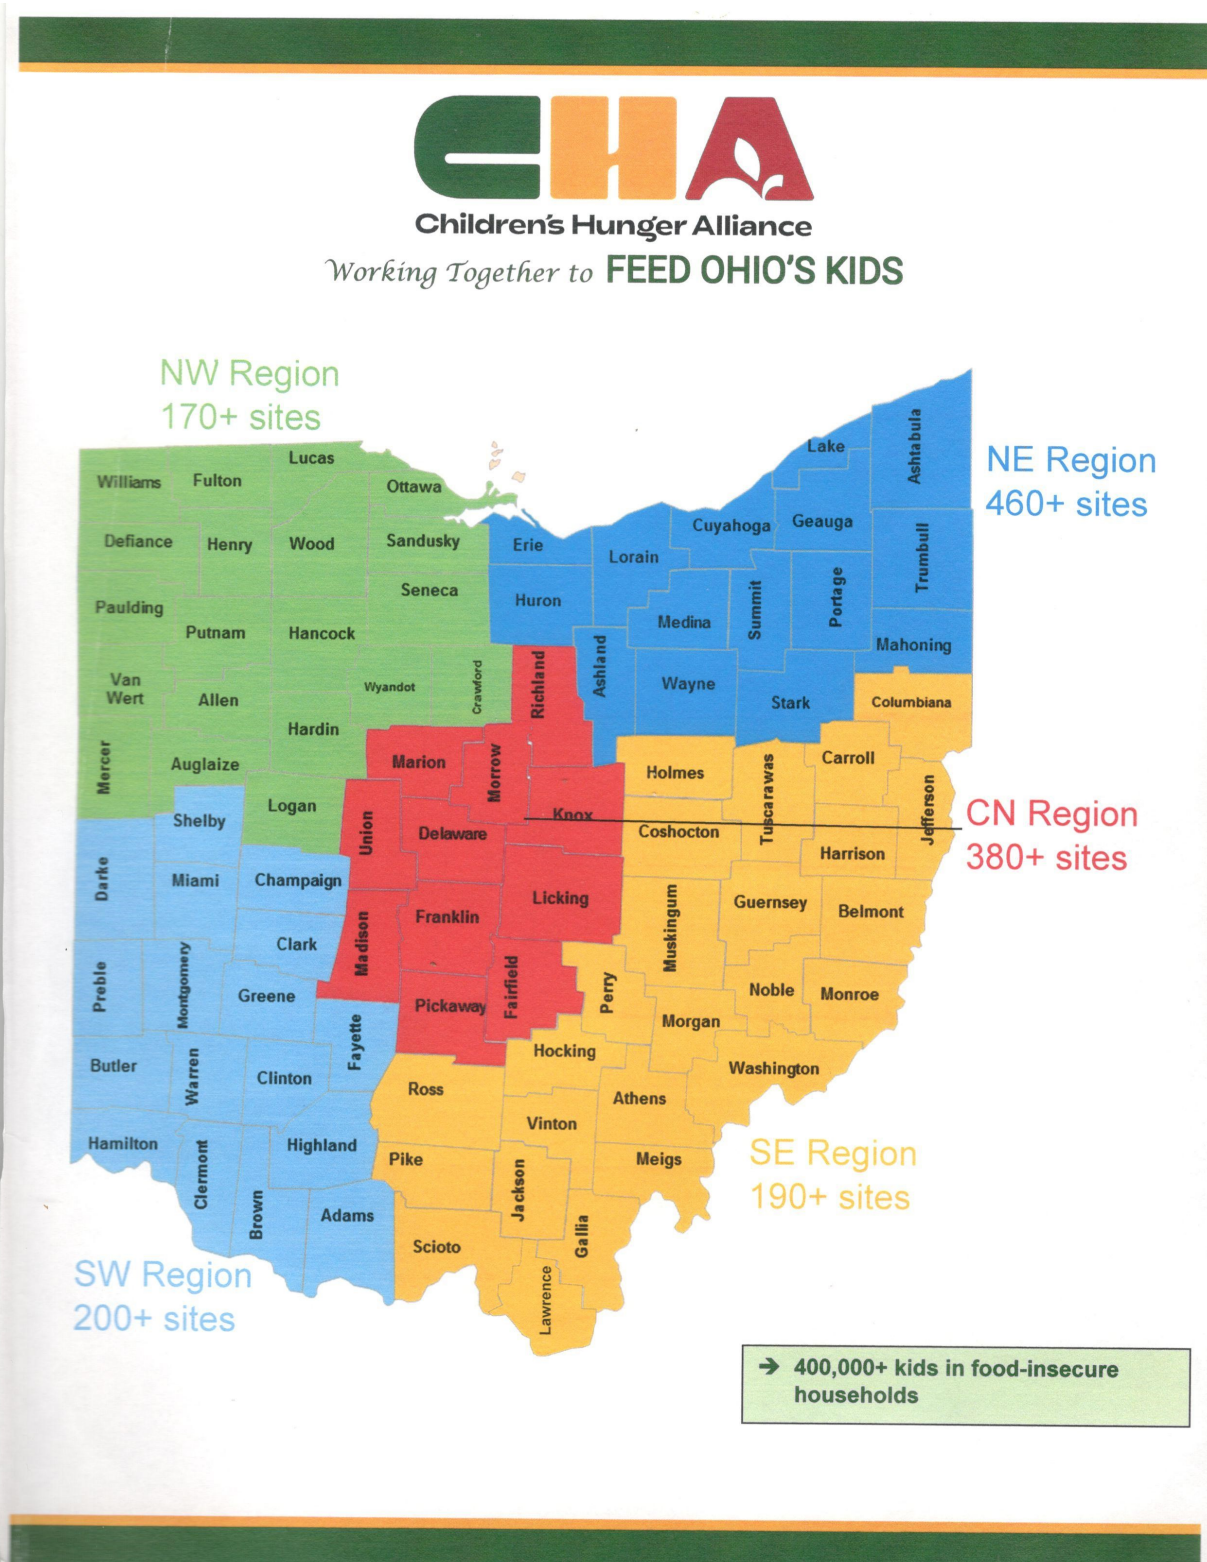 CHA
Children's Hunger Alliance
Working Together to FEED OHIO'S KIDS
NW Region
170+ sites
NE Region
460+ sites
CN Region
380+ sites
SE Region
190+ sites
SW Region
200+ sites
Williams
Fulton
Lucas
Ottawa
Defiance
Henry
Wood
Sandusky
Seneca
Paulding
Putnam
Hancock
Van
Wert
Allen
Wyandot
Crawford
Hardin
Mercer
Auglaize
Logan
Lake
Ashtabula
Cuyahoga
Geauga
Erie
Lorain
Trumbull
Huron
Medina
Summit
Portage
Mahoning
Ashland
Wayne
Stark
Richland
Marion
Morrow
Knox
Union
Delaware
Licking
Madison
Franklin
Pickaway
Fairfield
Columbiana
Holmes
Tuscarawas
Carroll
Jefferson
Coshocton
Harrison
Muskingum
Guernsey
Belmont
Perry
Noble
Monroe
Morgan
Hocking
Washington
Ross
Athens
Vinton
Pike
Meigs
Jackson
Gallia
Scioto
Lawrence
Shelby
Darke
Miami
Champaign
Clark
Preble
Montgomery
Greene
Fayette
Butler
Warren
Clinton
Hamilton
Clermont
Highland
Brown
Adams
→ 400,000+ kids in food-insecure
households